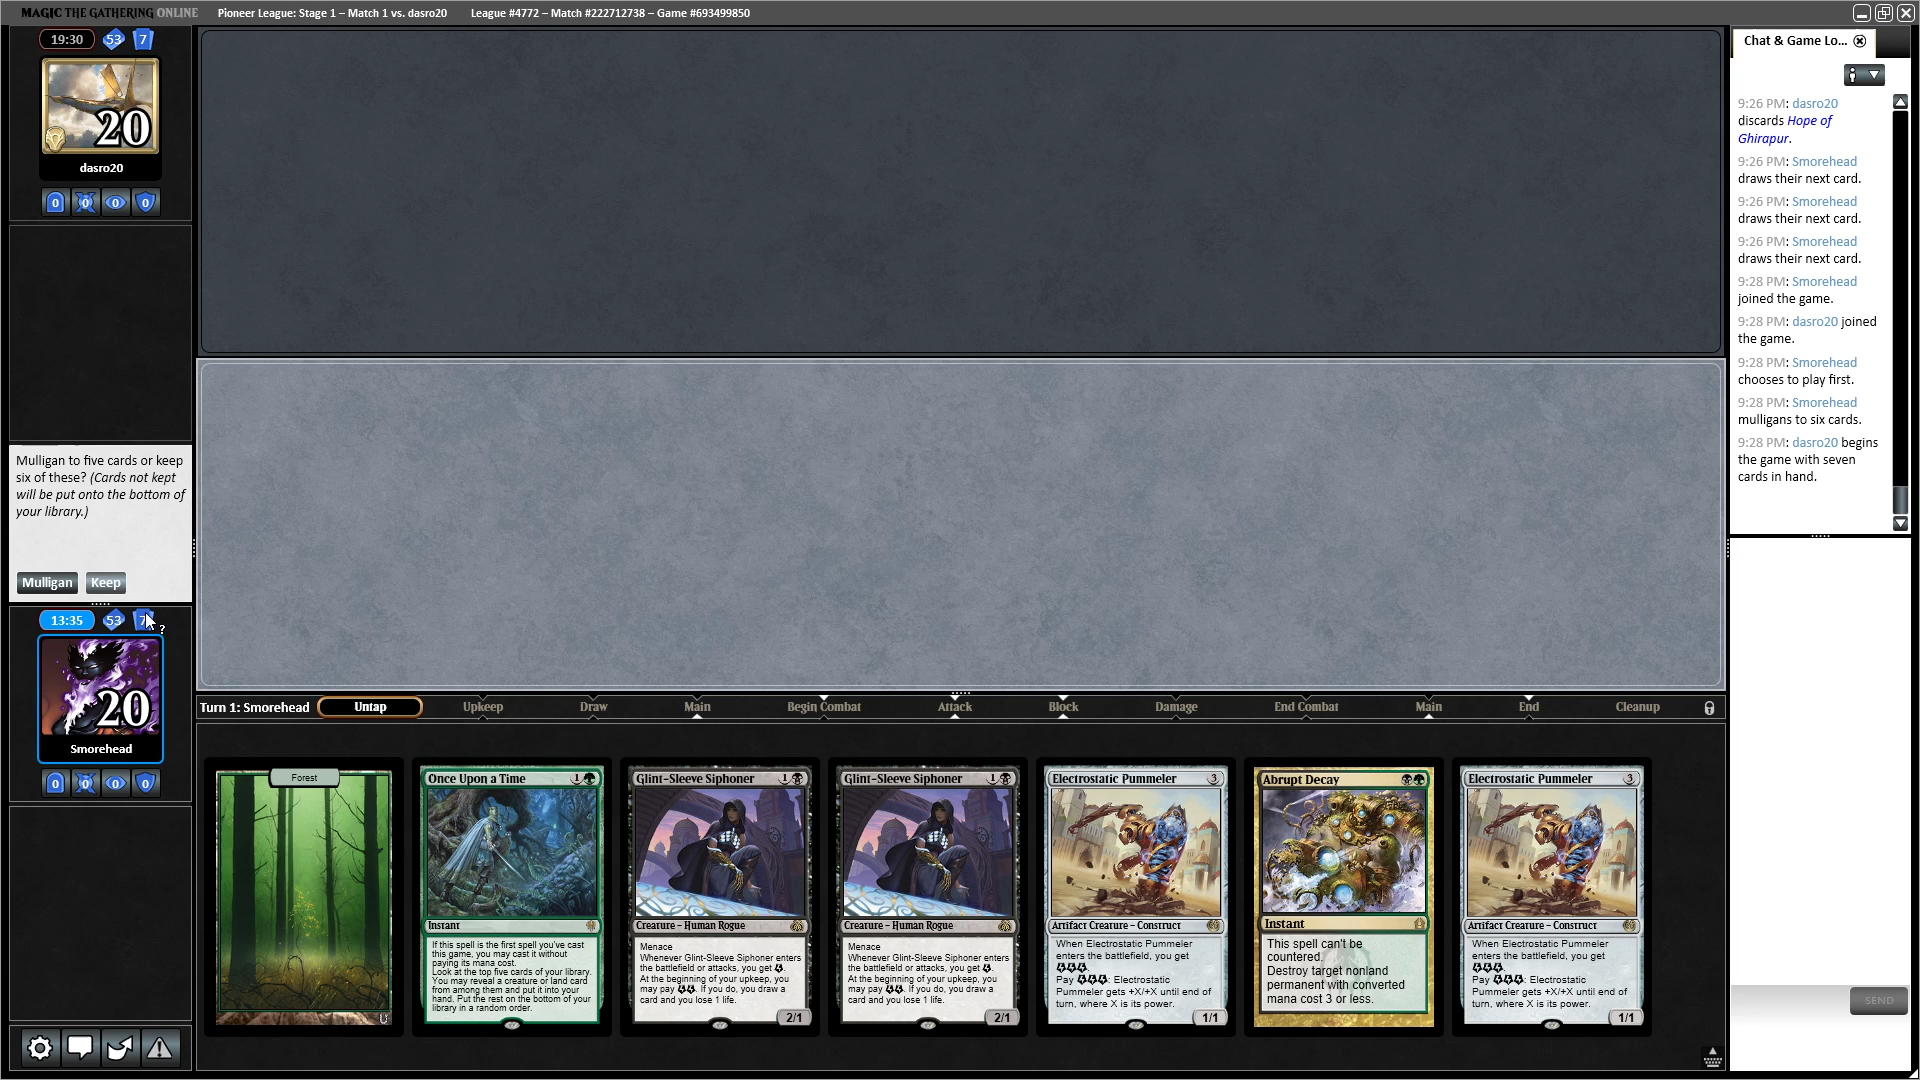 MAGIC THE GATHERING ONLINE
Pioneer League: Stage 1 – Match 1 vs. dasro20
League #4772 – Match #222712738 – Game #693499850
19:30
53
7
20
dasro20
0
0
0
0
Mulligan to five cards or keep
six of these? (Cards not kept
will be put onto the bottom of
your library.)
Mulligan
Keep
13:35
53
7
?
20
Smorehead
0
0
0
0
Turn 1: Smorehead
Untap
Upkeep
Draw
Main
Begin Combat
Attack
Block
Damage
End Combat
Main
End
Cleanup
Forest
Once Upon a Time
1
Instant
If this spell is the first spell you've cast
this game, you may cast it without
paying its mana cost.
Look at the top five cards of your library.
You may reveal a creature or land card
from among them and put it into your
hand. Put the rest on the bottom of your
library in a random order.
Glint-Sleeve Siphoner
1
Creature – Human Rogue
Menace
Whenever Glint-Sleeve Siphoner enters
the battlefield or attacks, you get .
At the beginning of your upkeep, you
may pay . If you do, you draw a
card and you lose 1 life.
2/1
Glint-Sleeve Siphoner
1
Creature – Human Rogue
Menace
Whenever Glint-Sleeve Siphoner enters
the battlefield or attacks, you get .
At the beginning of your upkeep, you
may pay . If you do, you draw a
card and you lose 1 life.
2/1
Electrostatic Pummeler
3
Artifact Creature – Construct
When Electrostatic Pummeler
enters the battlefield, you get
.
Pay : Electrostatic
Pummeler gets +X/+X until end of
turn, where X is its power.
1/1
Abrupt Decay
Instant
This spell can't be
countered.
Destroy target nonland
permanent with converted
mana cost 3 or less.
Electrostatic Pummeler
3
Artifact Creature – Construct
When Electrostatic Pummeler
enters the battlefield, you get
.
Pay : Electrostatic
Pummeler gets +X/+X until end of
turn, where X is its power.
1/1
Chat & Game Lo...
9:26 PM: dasro20
discards Hope of
Ghirapur.
9:26 PM: Smorehead
draws their next card.
9:26 PM: Smorehead
draws their next card.
9:26 PM: Smorehead
draws their next card.
9:28 PM: Smorehead
joined the game.
9:28 PM: dasro20 joined
the game.
9:28 PM: Smorehead
chooses to play first.
9:28 PM: Smorehead
mulligans to six cards.
9:28 PM: dasro20 begins
the game with seven
cards in hand.
SEND